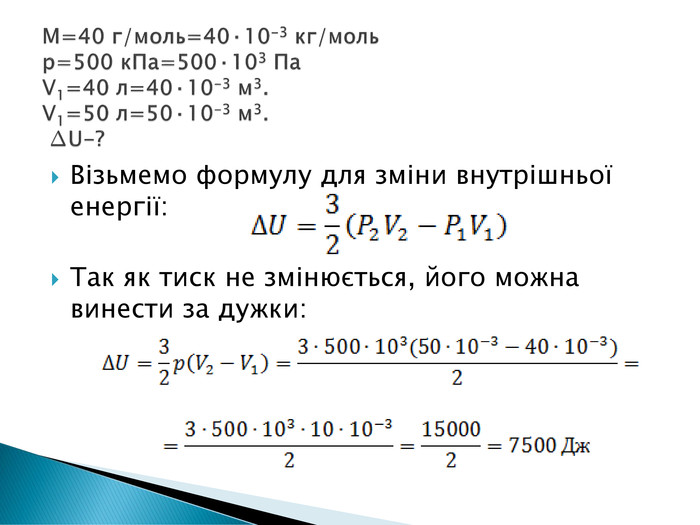 M=40 г/моль=40·10⁻³ кг/моль
p=500 кПа=500·10³ Па
V₁=40 л=40·10⁻³ м³.
V₁=50 л=50·10⁻³ м³.
ΔU-?
Візьмемо формулу для зміни внутрішньої
енергії:
ΔU = 3/2 (P₂V₂ − P₁V₁)
Так як тиск не змінюється, його можна
винести за дужки:
ΔU = 3/2 p(V₂ − V₁) = 3·500·10³(50·10⁻³ − 40·10⁻³)/2 =
= 3·500·10³·10·10⁻³/2 = 15000/2 = 7500 Дж